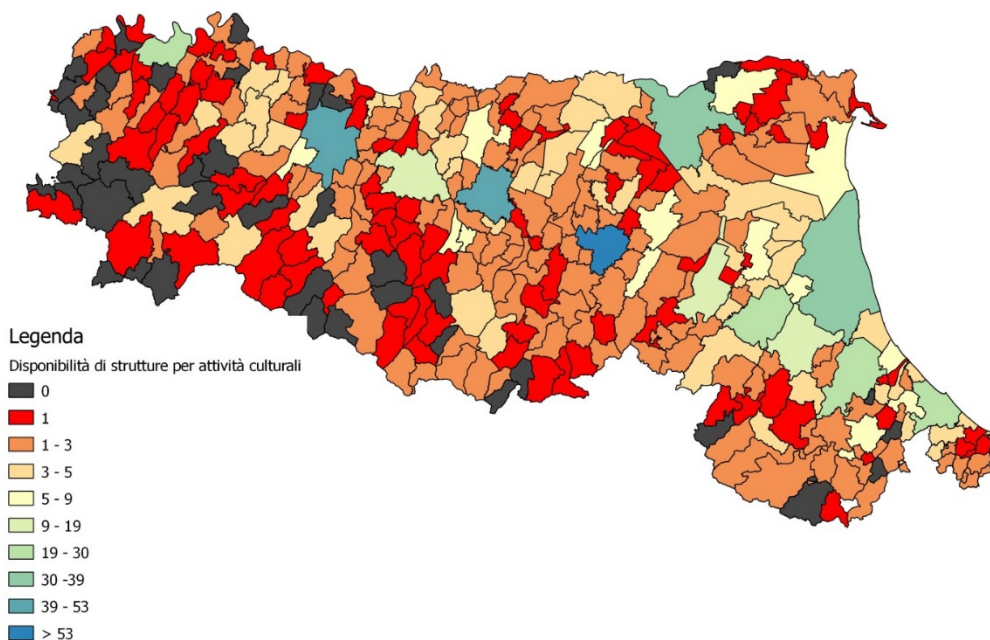 Legenda
Disponibilità di strutture per attività culturali
0
1
1 - 3
3 - 5
5 - 9
9 - 19
19 - 30
30 -39
39 - 53
> 53